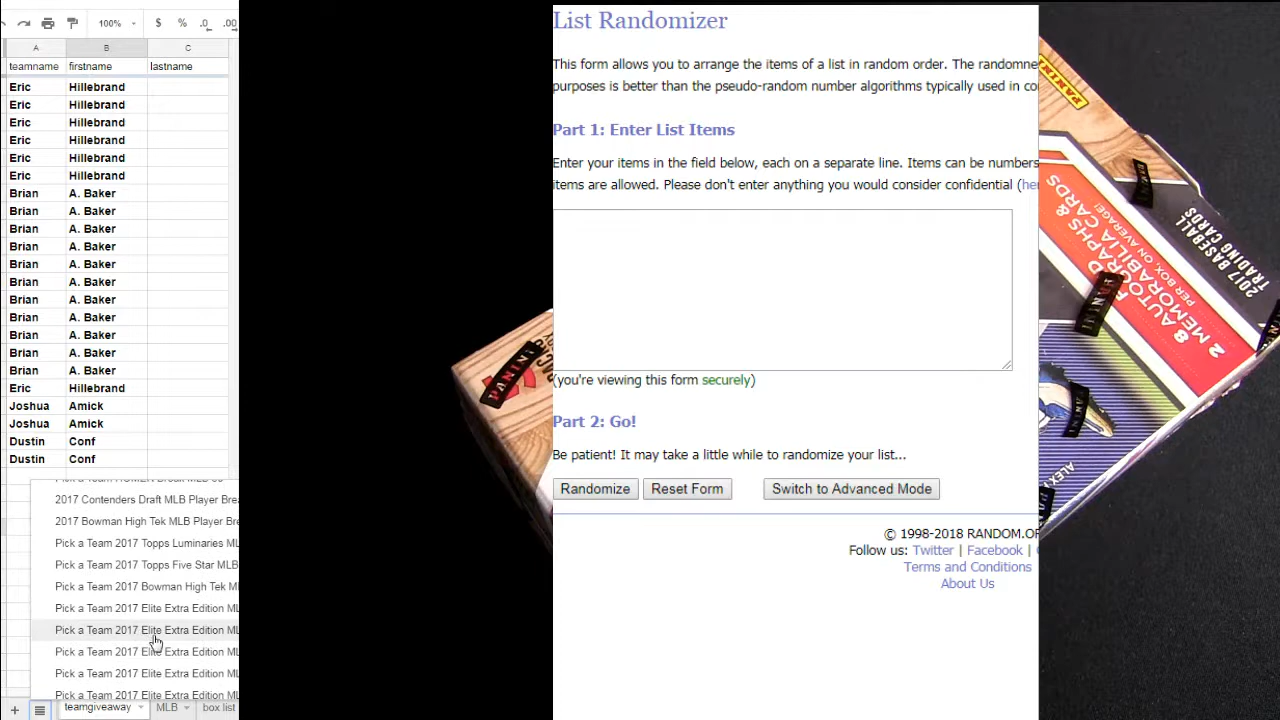 100%
$
%
.0
.00
A
B
C
teamname firstname lastname
Eric Hillebrand
Eric Hillebrand
Eric Hillebrand
Eric Hillebrand
Eric Hillebrand
Eric Hillebrand
Brian A. Baker
Brian A. Baker
Brian A. Baker
Brian A. Baker
Brian A. Baker
Brian A. Baker
Brian A. Baker
Brian A. Baker
Brian A. Baker
Brian A. Baker
Brian A. Baker
Eric Hillebrand
Joshua Amick
Joshua Amick
Dustin Conf
Dustin Conf
2017 Contenders Draft MLB Player Brea
2017 Bowman High Tek MLB Player Bre
Pick a Team 2017 Topps Luminaries ML
Pick a Team 2017 Topps Five Star MLB
Pick a Team 2017 Bowman High Tek M
Pick a Team 2017 Elite Extra Edition ML
Pick a Team 2017 Elite Extra Edition ML
Pick a Team 2017 Elite Extra Edition ML
Pick a Team 2017 Elite Extra Edition ML
Pick a Team 2017 Elite Extra Edition ML
+ teamgiveaway MLB box list
PANINI
List Randomizer
This form allows you to arrange the items of a list in random order. The randomne
purposes is better than the pseudo-random number algorithms typically used in co
Part 1: Enter List Items
Enter your items in the field below, each on a separate line. Items can be numbers
items are allowed. Please don't enter anything you would consider confidential (he
(you're viewing this form securely)
Part 2: Go!
Be patient! It may take a little while to randomize your list...
Randomize Reset Form Switch to Advanced Mode
© 1998-2018 RANDOM.OR
Follow us: Twitter | Facebook |
Terms and Conditions
About Us
PANINI
2017 BASEBALL
TRADING CARDS
8 AUTOGRAPHS &
2 MEMORABILIA CARDS
PER BOX, ON AVERAGE!
PANINI
PANINI
ALEX